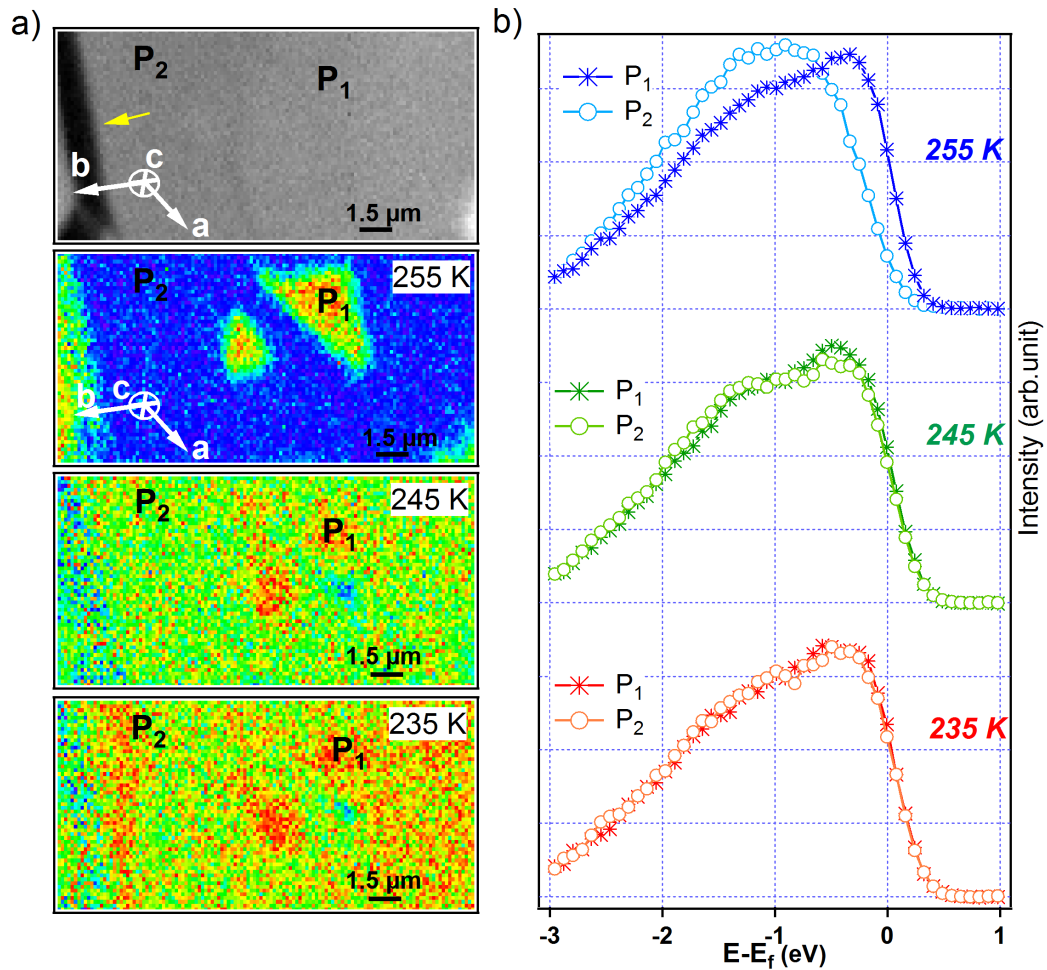 a)
P₂
P₁
b
c
a
1.5 µm
P₂
255 K
P₁
b
c
a
1.5 µm
245 K
P₂
P₁
1.5 µm
235 K
P₂
P₁
1.5 µm
b)
P₁
P₂
255 K
P₁
P₂
245 K
P₁
P₂
235 K
Intensity (arb.unit)
-3 -2 -1 0 1
E-E_f (eV)